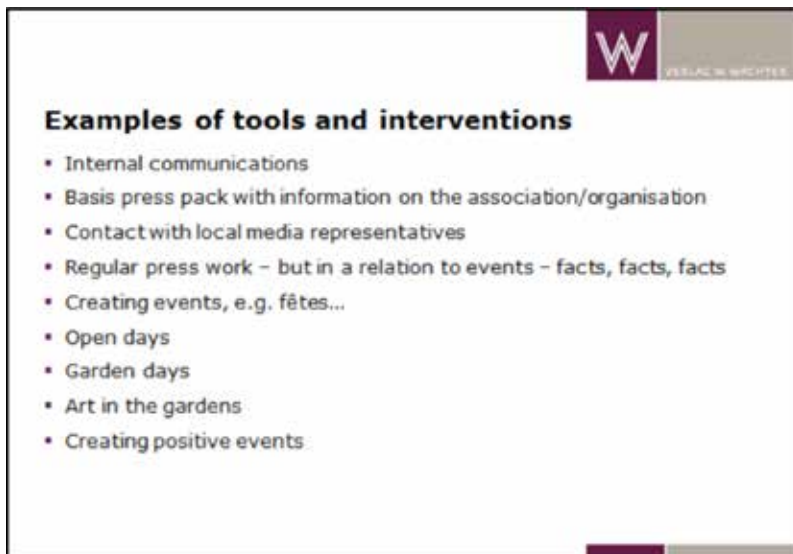 W
VERLAG W. WÄCHTER
Examples of tools and interventions
▪ Internal communications
▪ Basis press pack with information on the association/organisation
▪ Contact with local media representatives
▪ Regular press work – but in a relation to events – facts, facts, facts
▪ Creating events, e.g. fêtes...
▪ Open days
▪ Garden days
▪ Art in the gardens
▪ Creating positive events